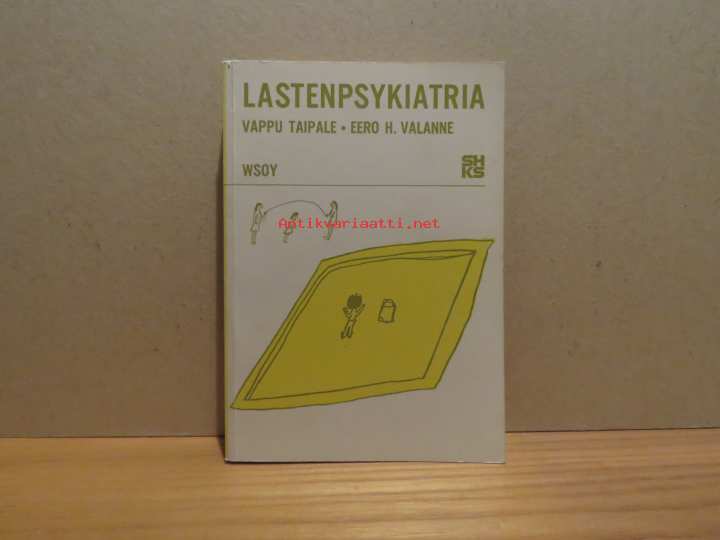 LASTENPSYKIATRIA
VAPPU TAIPALE • EERO H. VALANNE
WSOY
SH
KS
Antikvariaatti.net